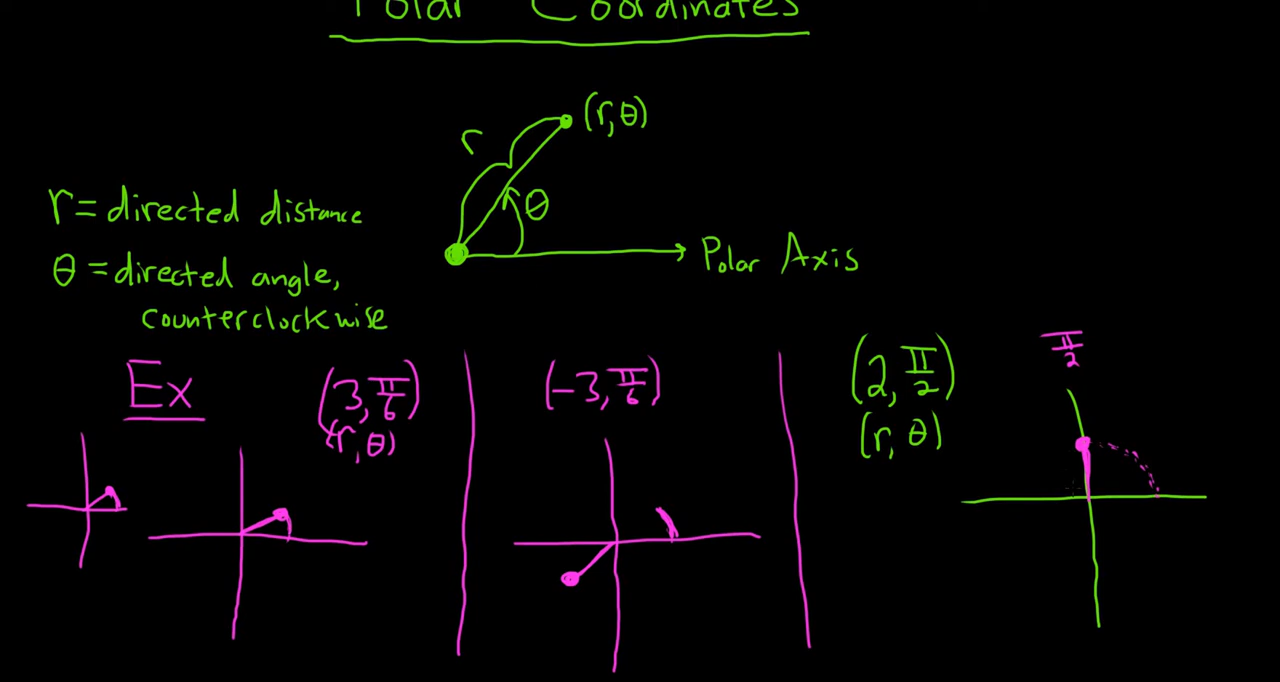 Polar Coordinates
(r, θ)
r
θ
r = directed distance
Polar Axis
θ = directed angle,
counterclockwise
Ex
(3, π/6)
(r, θ)
(-3, π/6)
(2, π/2)
(r, θ)
π/2